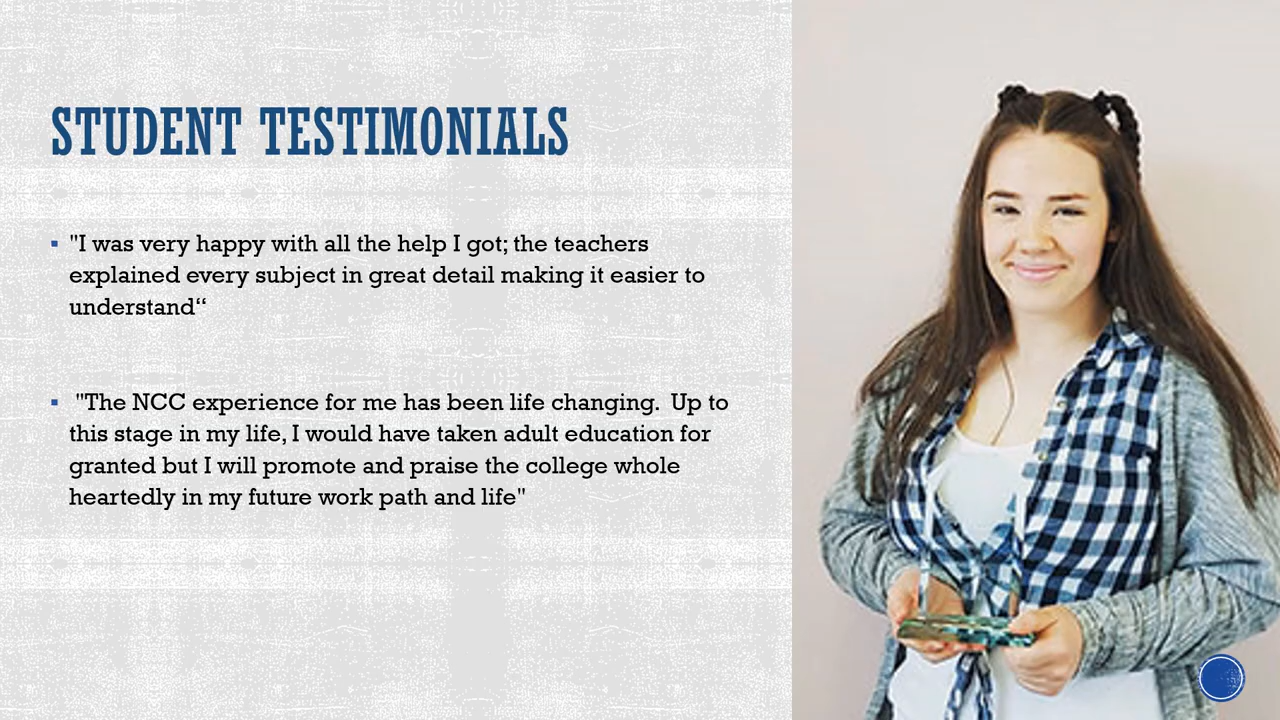 STUDENT TESTIMONIALS
▪ "I was very happy with all the help I got; the teachers
explained every subject in great detail making it easier to
understand“
▪ "The NCC experience for me has been life changing.  Up to
this stage in my life, I would have taken adult education for
granted but I will promote and praise the college whole
heartedly in my future work path and life"